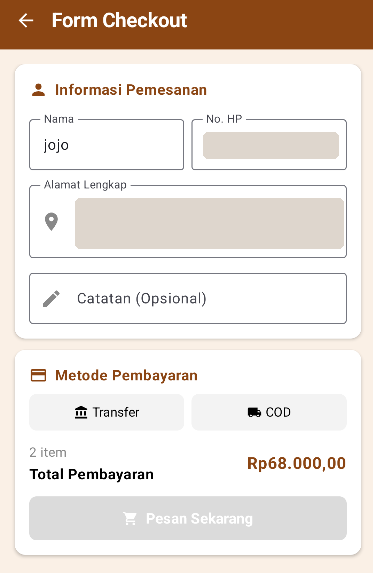 Form Checkout
Informasi Pemesanan
Nama
No. HP
jojo
Alamat Lengkap
Catatan (Opsional)
Metode Pembayaran
Transfer
COD
2 item
Total Pembayaran
Rp68.000,00
Pesan Sekarang